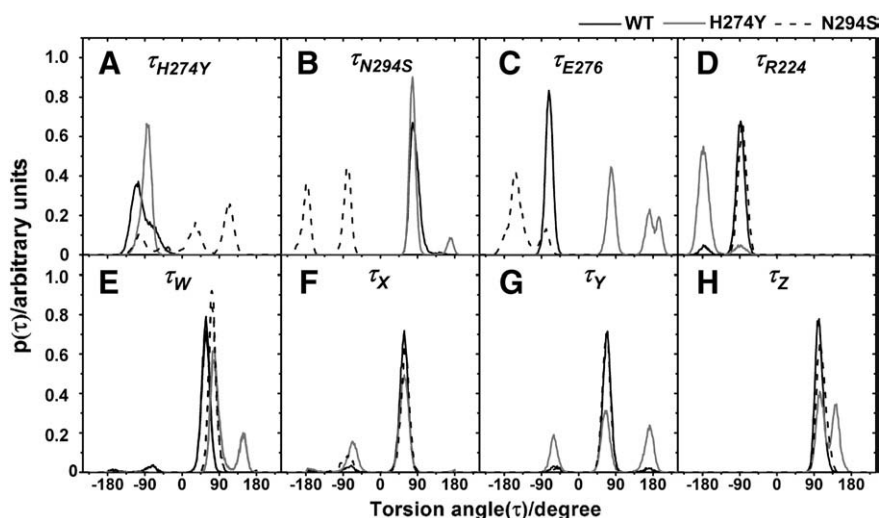 WT H274Y N294S
p(τ)/arbitrary units
A τH274Y B τN294S C τE276 D τR224
1.0
0.8
0.6
0.4
0.2
0
E τW F τX G τY H τZ
1.0
0.8
0.6
0.4
0.2
0
-180 -90 0 90 180 -180 -90 0 90 180 -180 -90 0 90 180 -180 -90 0 90 180
Torsion angle(τ)/degree